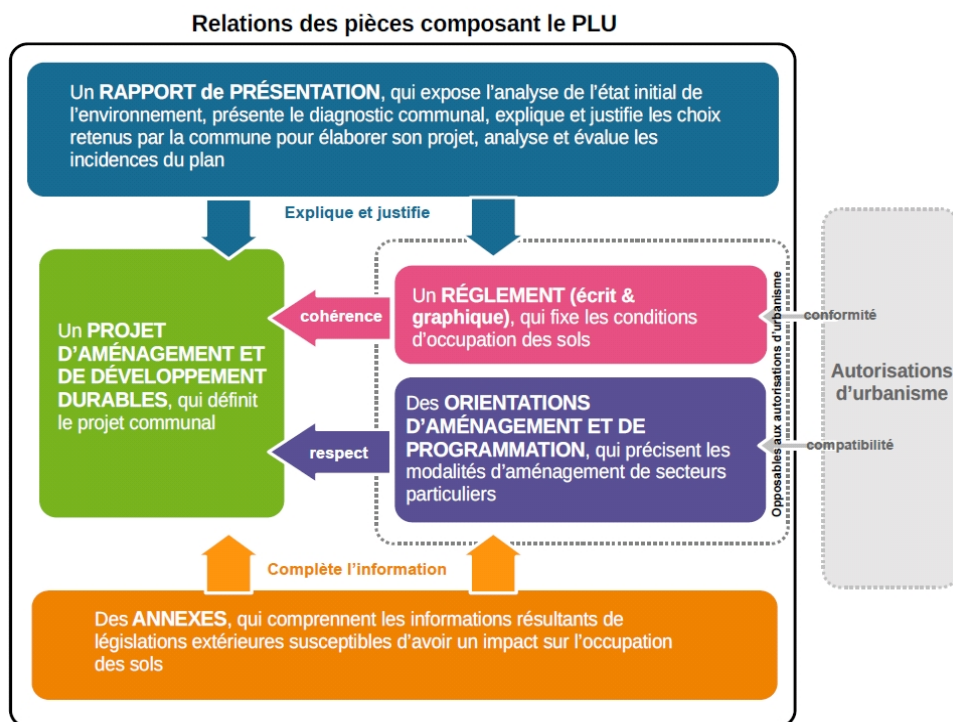 Relations des pièces composant le PLU
Un RAPPORT de PRÉSENTATION, qui expose l'analyse de l'état initial de
l'environnement, présente le diagnostic communal, explique et justifie les choix
retenus par la commune pour élaborer son projet, analyse et évalue les
incidences du plan
Explique et justifie
Un PROJET
D'AMÉNAGEMENT ET
DE DÉVELOPPEMENT
DURABLES, qui définit
le projet communal
cohérence
Un RÉGLEMENT (écrit &
graphique), qui fixe les conditions
d'occupation des sols
respect
Des ORIENTATIONS
D'AMÉNAGEMENT ET DE
PROGRAMMATION, qui précisent les
modalités d'aménagement de secteurs
particuliers
Opposables aux autorisations d'urbanisme
conformité
Autorisations
d'urbanisme
compatibilité
Complète l'information
Des ANNEXES, qui comprennent les informations résultants de
législations extérieures susceptibles d'avoir un impact sur l'occupation
des sols